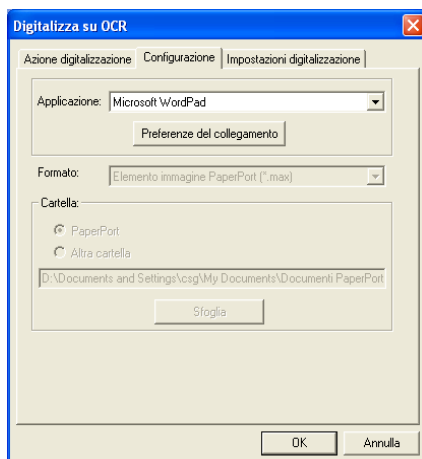 Digitalizza su OCR
Azione digitalizzazione Configurazione Impostazioni digitalizzazione
Applicazione: Microsoft WordPad
Preferenze del collegamento
Formato: Elemento immagine PaperPort (*.max)
Cartella:
PaperPort
Altra cartella
D:\Documents and Settings\csg\My Documents\Documenti PaperPort
Sfoglia
OK Annulla